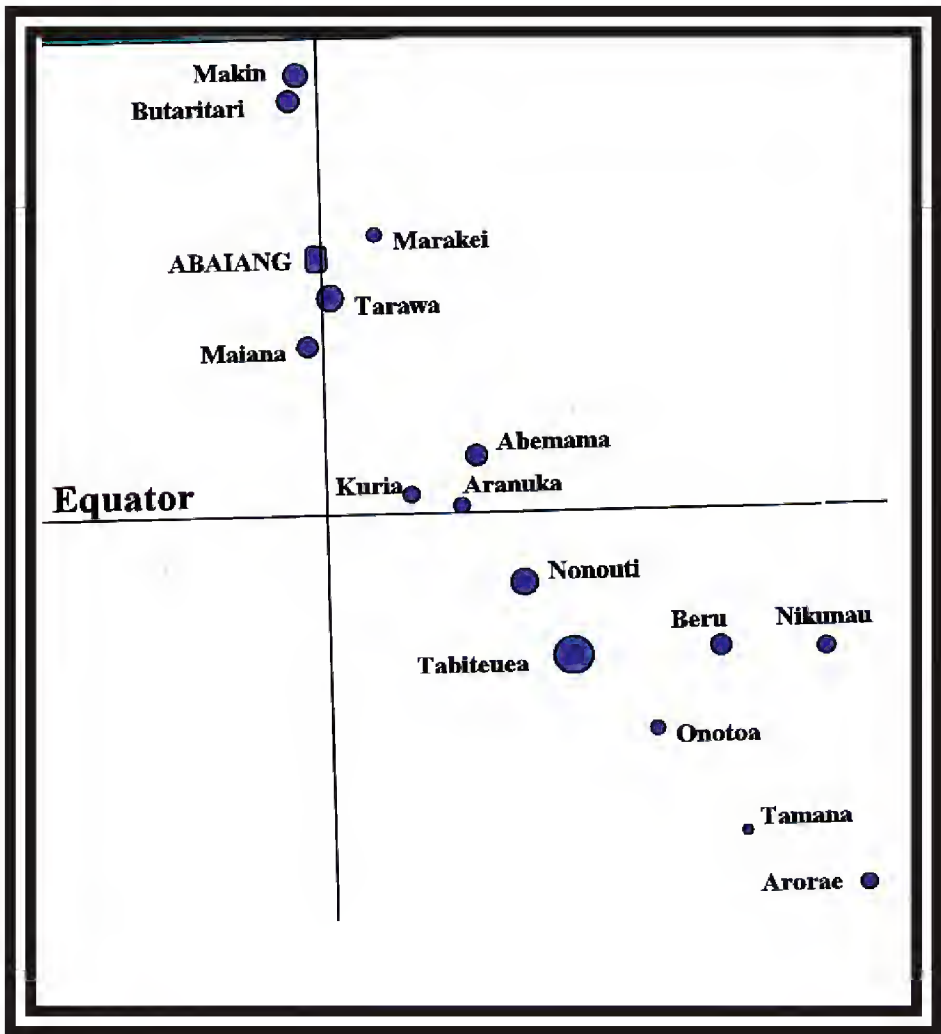 Makin
Butaritari
Marakei
ABAIANG
Tarawa
Maiana
Abemama
Kuria
Aranuka
Equator
Nonouti
Beru
Nikunau
Tabiteuea
Onotoa
Tamana
Arorae